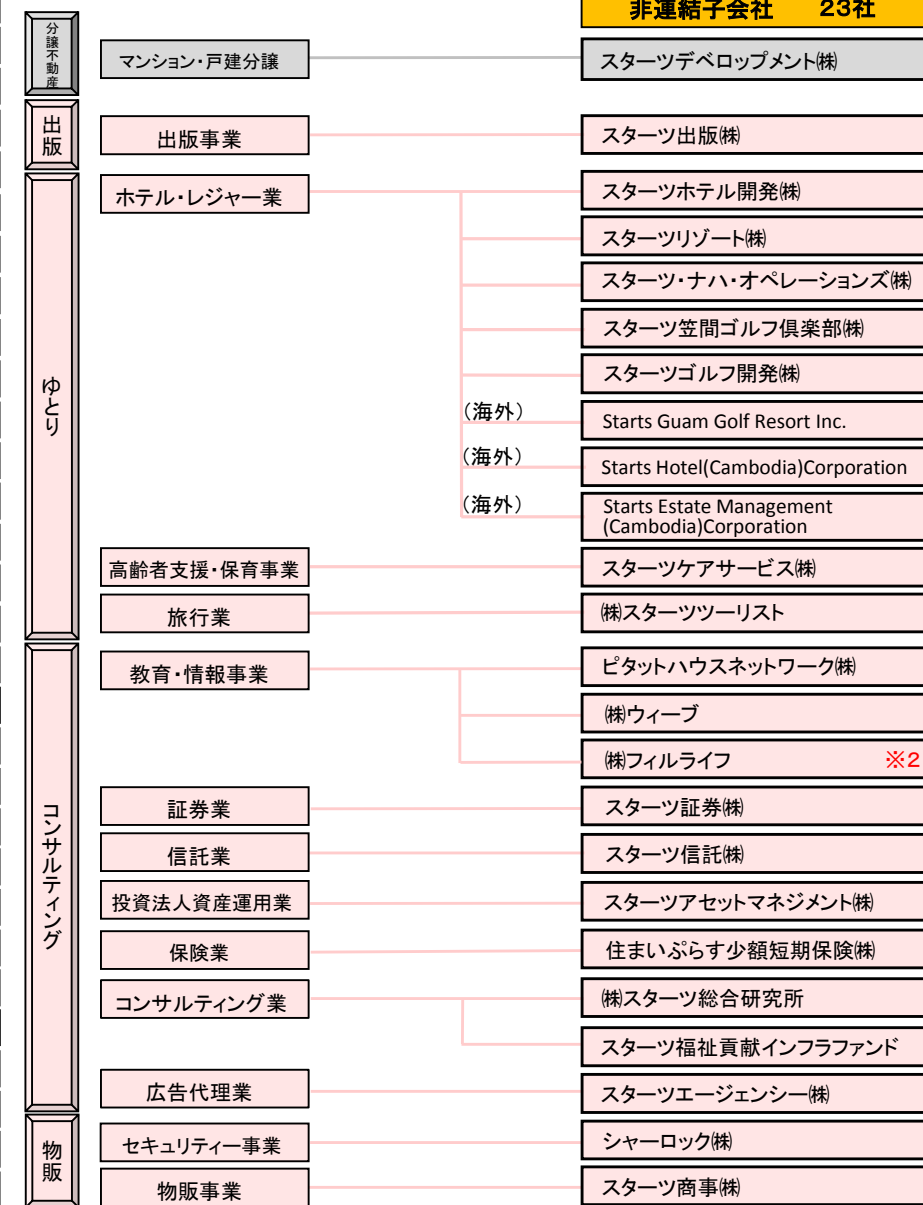 非連結子会社　23社
分譲不動産
マンション・戸建分譲
スターツデベロップメント㈱
出版
出版事業
スターツ出版㈱
ゆとり
ホテル・レジャー業
スターツホテル開発㈱
スターツリゾート㈱
スターツ・ナハ・オペレーションズ㈱
スターツ笠間ゴルフ倶楽部㈱
スターツゴルフ開発㈱
(海外)
Starts Guam Golf Resort Inc.
(海外)
Starts Hotel(Cambodia)Corporation
(海外)
Starts Estate Management
(Cambodia)Corporation
高齢者支援・保育事業
スターツケアサービス㈱
旅行業
㈱スターツツーリスト
コンサルティング
教育・情報事業
ピタットハウスネットワーク㈱
㈱ウィーブ
㈱フィルライフ
※2
証券業
スターツ証券㈱
信託業
スターツ信託㈱
投資法人資産運用業
スターツアセットマネジメント㈱
保険業
住まいぷらす少額短期保険㈱
コンサルティング業
㈱スターツ総合研究所
スターツ福祉貢献インフラファンド
広告代理業
スターツエージェンシー㈱
物販
セキュリティー事業
シャーロック㈱
物販事業
スターツ商事㈱